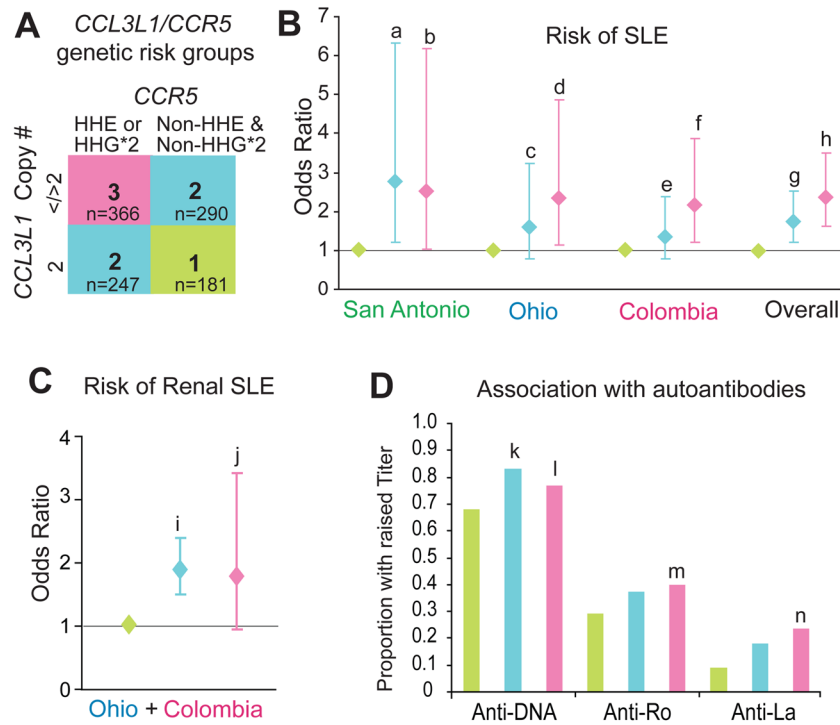 A
CCL3L1/CCR5
genetic risk groups
CCR5
HHE or
HHG*2
Non-HHE &
Non-HHG*2
CCL3L1 Copy #
</>2
2
3
n=366
2
n=290
2
n=247
1
n=181
B
Risk of SLE
Odds Ratio
7
6
5
4
3
2
1
0
a
b
c
d
e
f
g
h
San Antonio
Ohio
Colombia
Overall
C
Risk of Renal SLE
Odds Ratio
4
3
2
1
0
i
j
Ohio + Colombia
D
Association with autoantibodies
Proportion with raised Titer
1.0
0.9
0.8
0.7
0.6
0.5
0.4
0.3
0.2
0.1
0
k
l
m
n
Anti-DNA
Anti-Ro
Anti-La